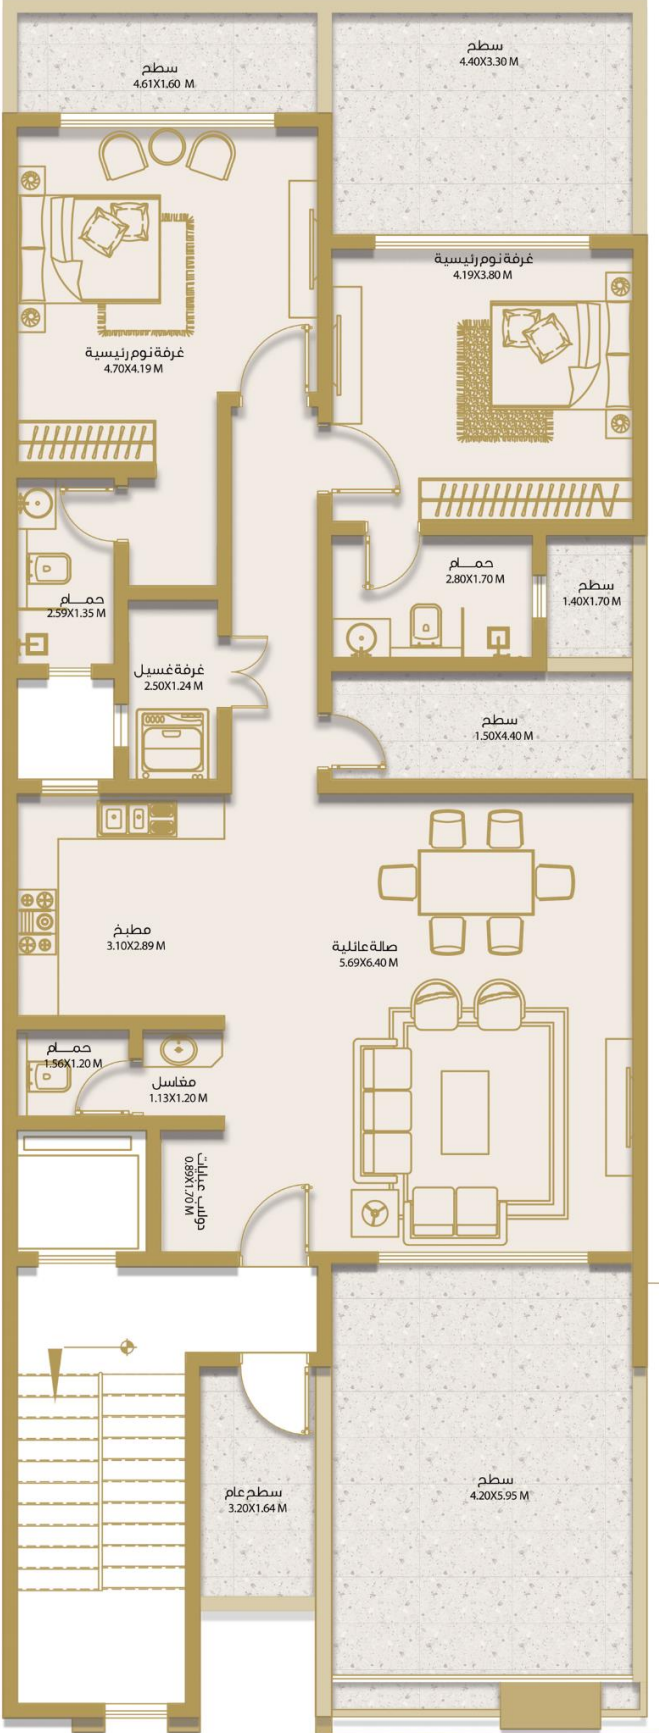 سطح
4.40X3.30 M
سطح
4.61X1.60 M
غرفة نوم رئيسية
4.19X3.80 M
غرفة نوم رئيسية
4.70X4.19 M
حمـــام
2.80X1.70 M
سطح
1.40X1.70 M
حمـــام
2.59X1.35 M
غرفة غسيل
2.50X1.24 M
سطح
1.50X4.40 M
مطبخ
3.10X2.89 M
صالة عائلية
5.69X6.40 M
حمـــام
1.56X1.20 M
مغاسل
1.13X1.20 M
دولاب عبايات
0.89X1.70 M
سطح
4.20X5.95 M
سطح عام
3.20X1.64 M